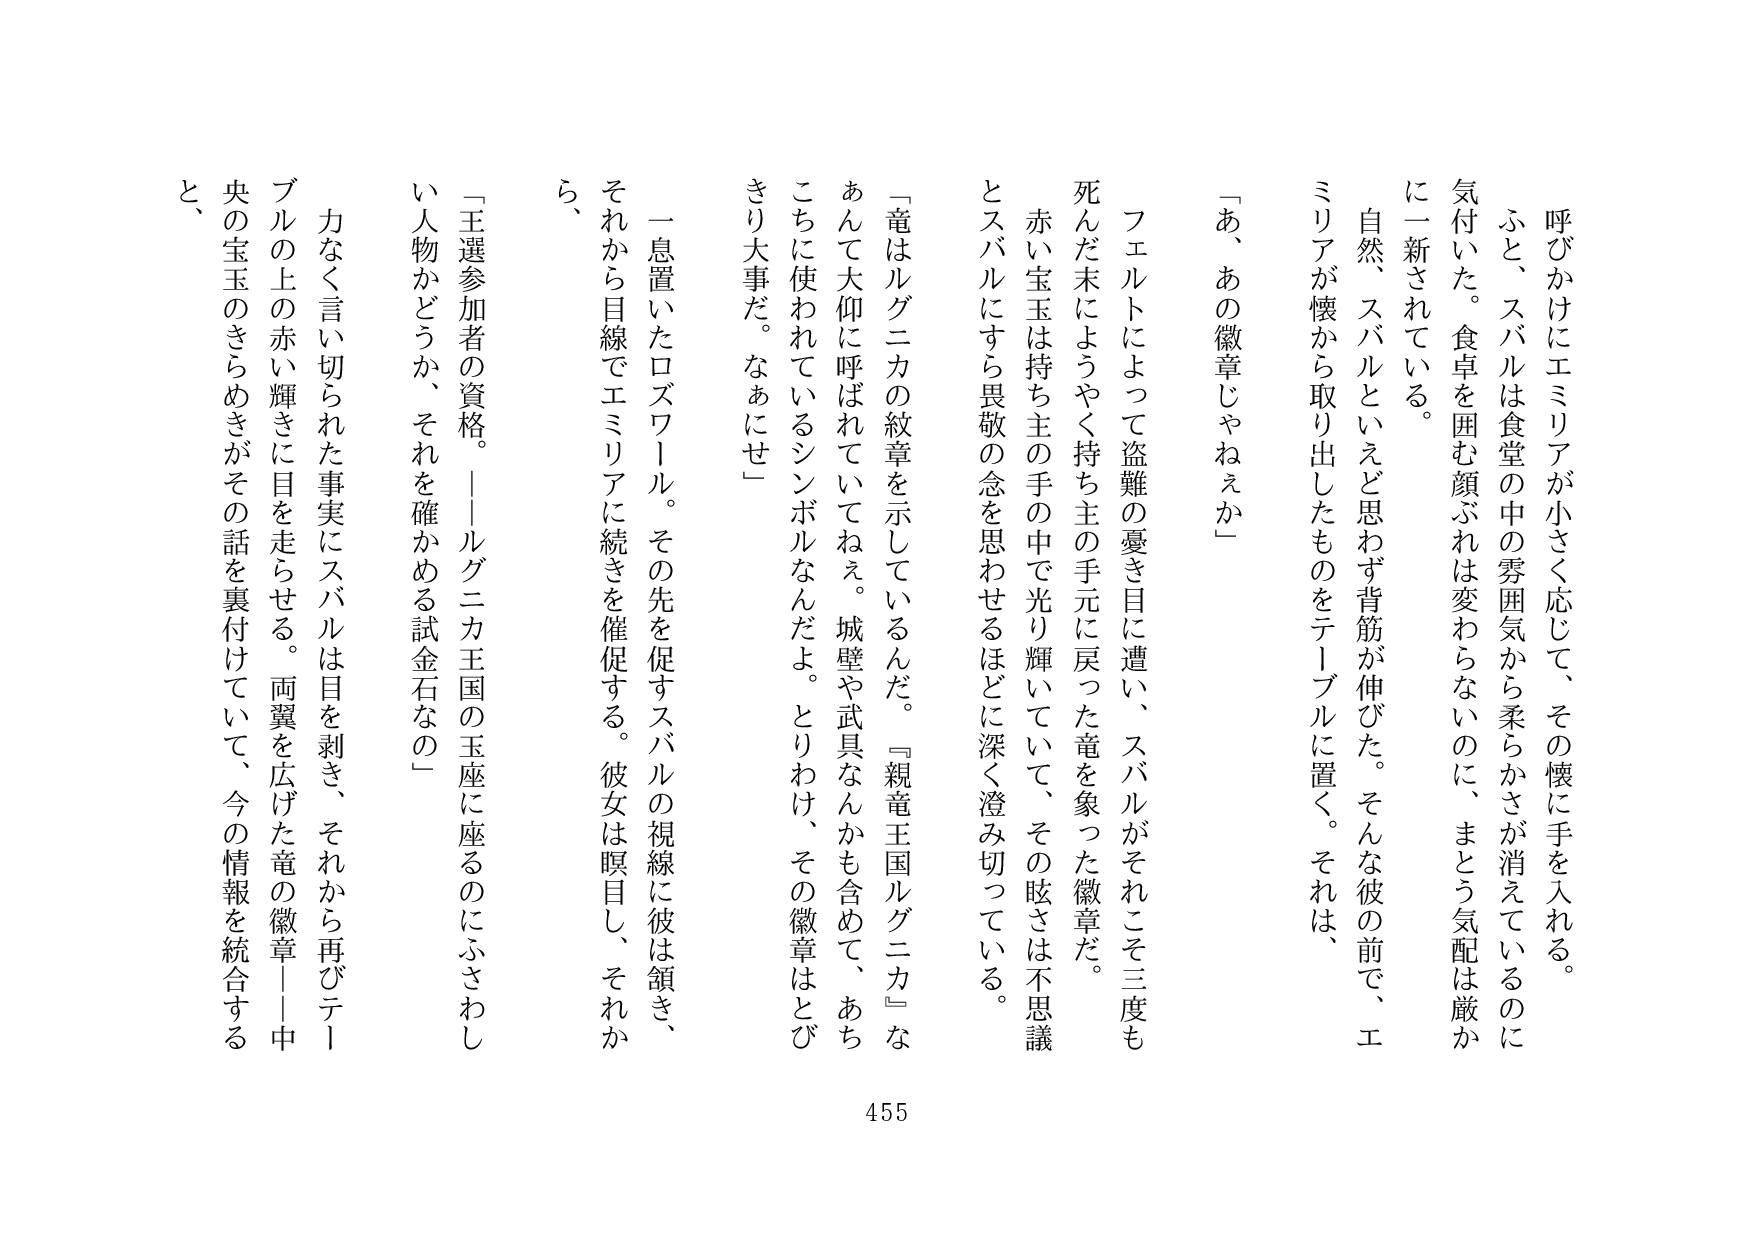 呼びかけにエミリアが小さく応じて、その懐に手を入れる。
　ふと、スバルは食堂の中の雰囲気から柔らかさが消えているのに
気付いた。食卓を囲む顔ぶれは変わらないのに、まとう気配は厳か
に一新されている。
　自然、スバルといえど思わず背筋が伸びた。そんな彼の前で、エ
ミリアが懐から取り出したものをテーブルに置く。それは、
「あ、あの徽章じゃねぇか」
　フェルトによって盗難の憂き目に遭い、スバルがそれこそ三度も
死んだ末にようやく持ち主の手元に戻った竜を象った徽章だ。
　赤い宝玉は持ち主の手の中で光り輝いていて、その眩さは不思議
とスバルにすら畏敬の念を思わせるほどに深く澄み切っている。
「竜はルグニカの紋章を示しているんだ。『親竜王国ルグニカ』な
あんて大仰に呼ばれていてねぇ。城壁や武具なんかも含めて、あち
こちに使われているシンボルなんだよ。とりわけ、その徽章はとび
きり大事だ。なぁにせ」
　一息置いたロズワール。その先を促すスバルの視線に彼は頷き、
それから目線でエミリアに続きを催促する。彼女は瞑目し、それか
ら、
「王選参加者の資格。――ルグニカ王国の玉座に座るのにふさわし
い人物かどうか、それを確かめる試金石なの」
　力なく言い切られた事実にスバルは目を剥き、それから再びテー
ブルの上の赤い輝きに目を走らせる。両翼を広げた竜の徽章――中
央の宝玉のきらめきがその話を裏付けていて、今の情報を統合する
と、
455